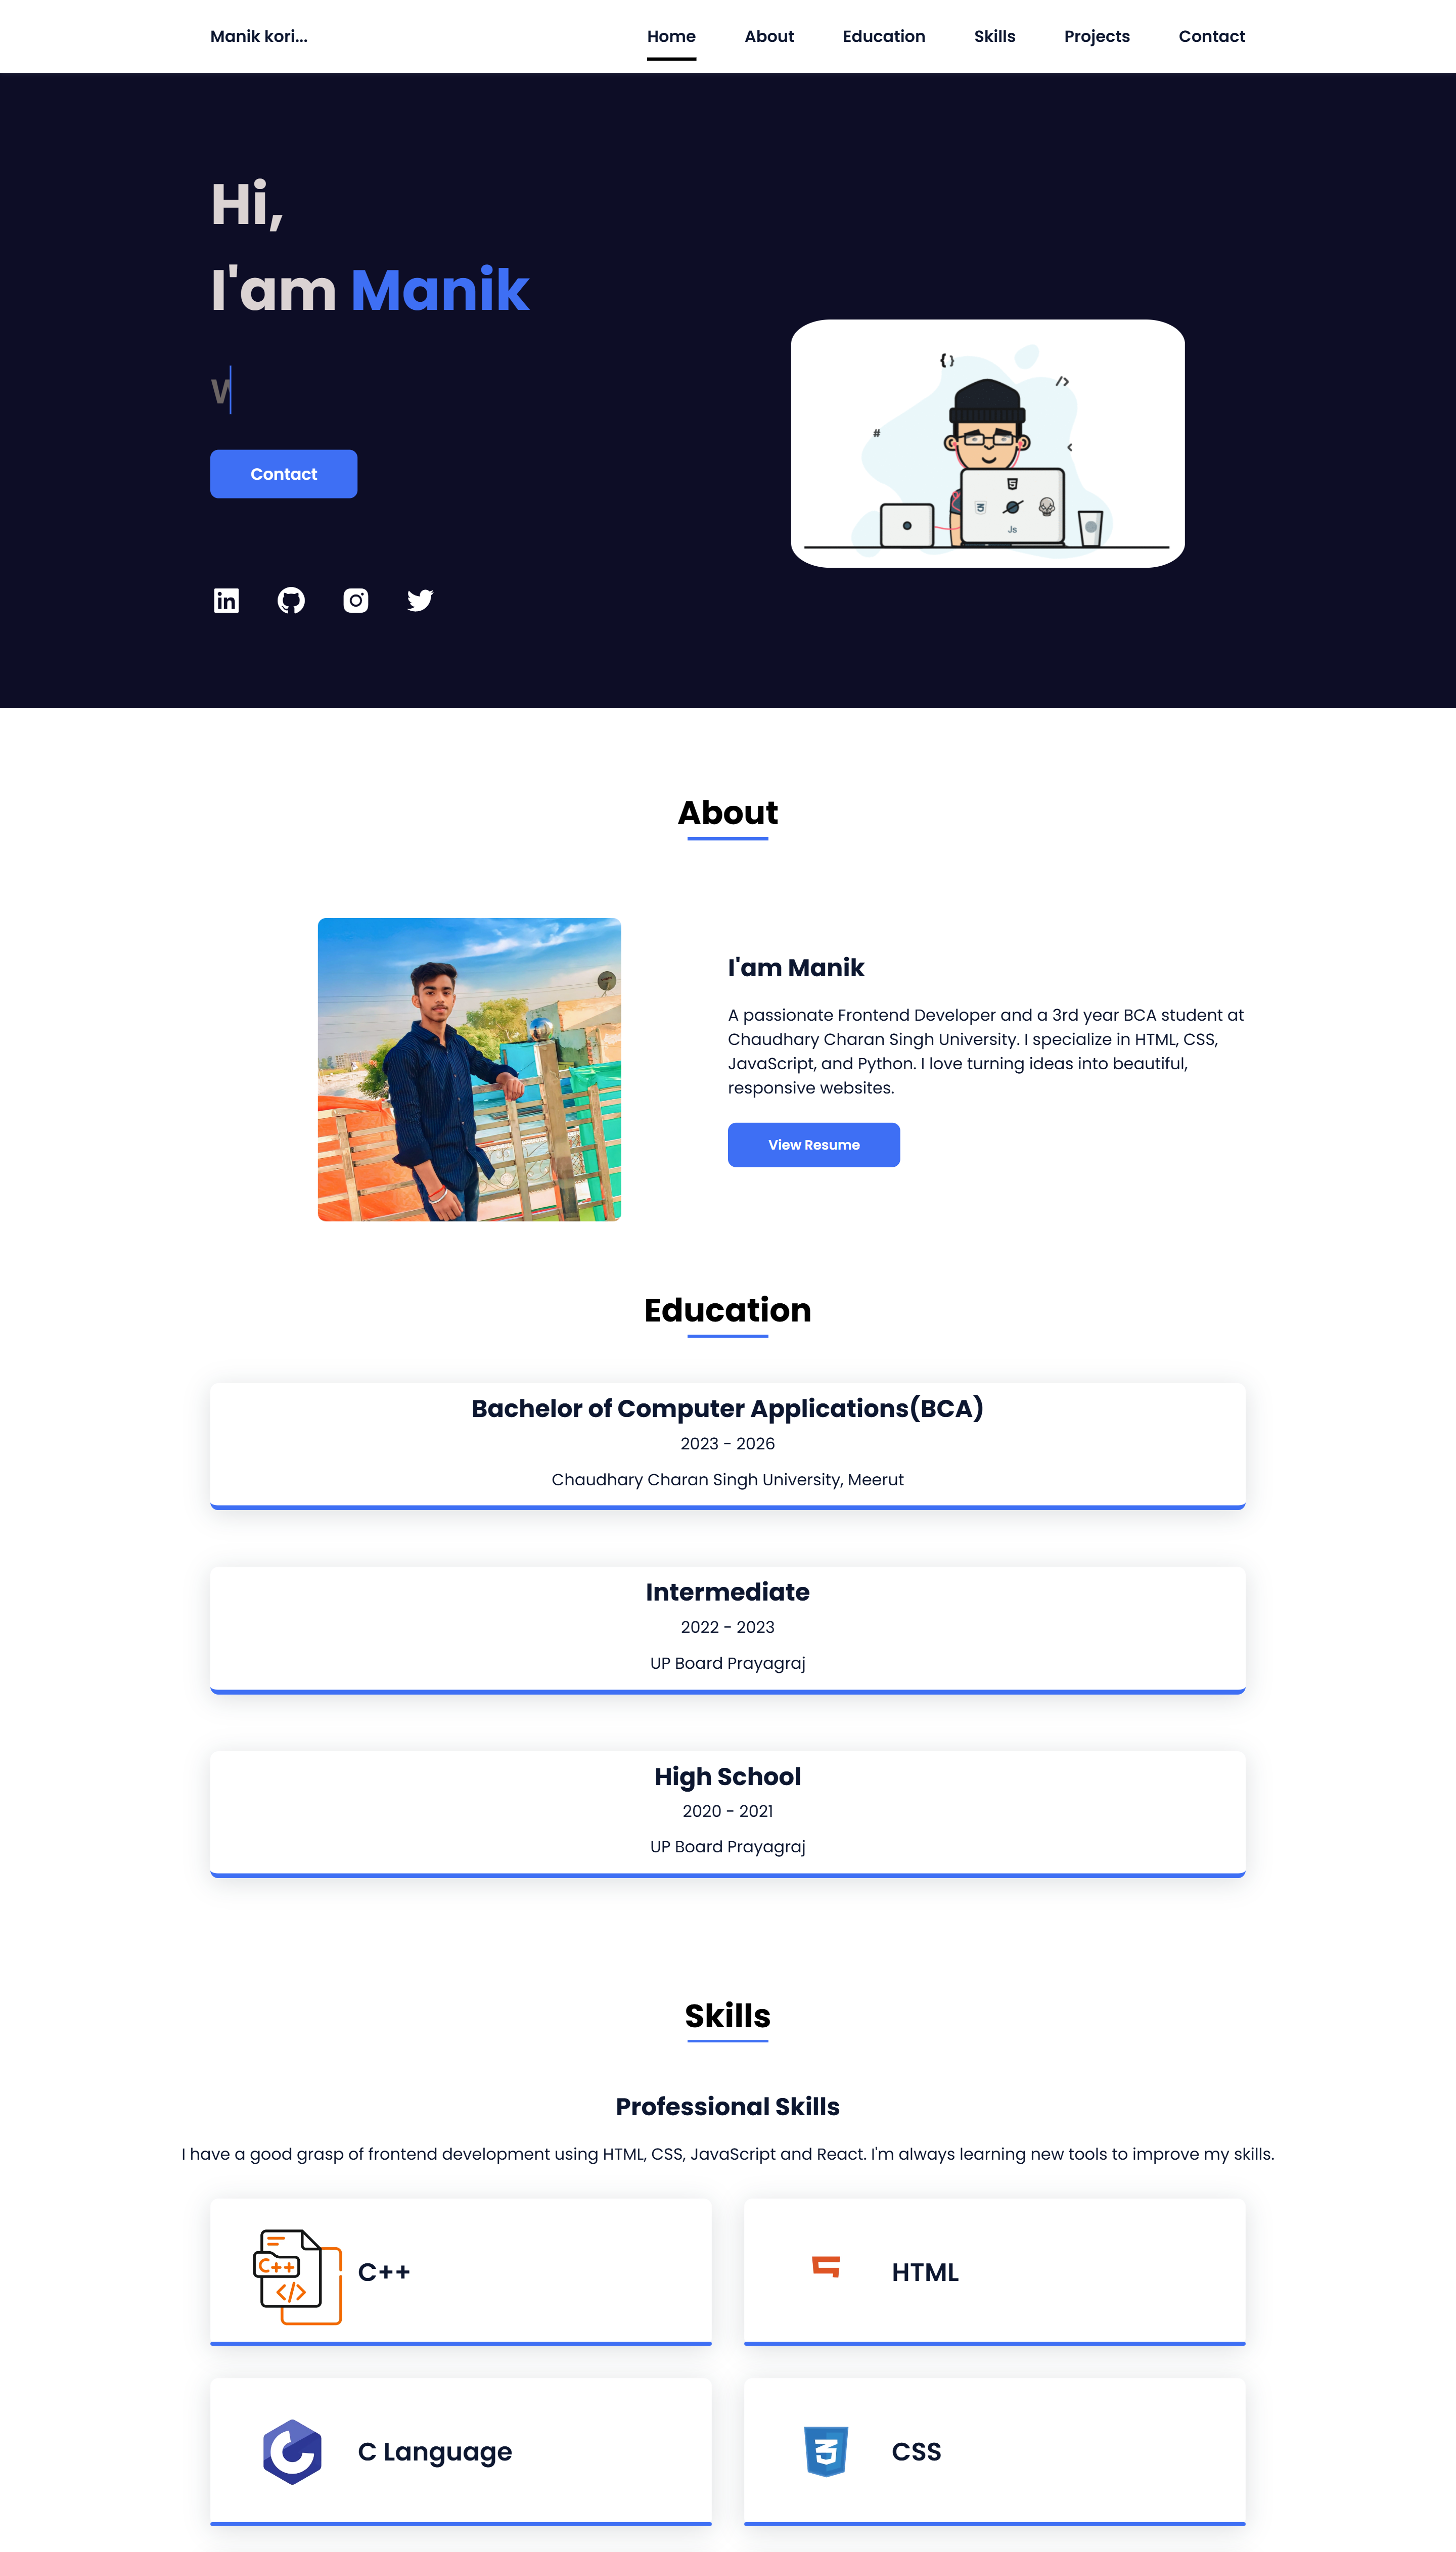 Manik kori...
Home About Education Skills Projects Contact
Hi,
I'am Manik
W
Contact
{ }
</>
#
<
Js
About
I'am Manik
A passionate Frontend Developer and a 3rd year BCA student at
Chaudhary Charan Singh University. I specialize in HTML, CSS,
JavaScript, and Python. I love turning ideas into beautiful,
responsive websites.
View Resume
Education
Bachelor of Computer Applications(BCA)
2023 - 2026
Chaudhary Charan Singh University, Meerut
Intermediate
2022 - 2023
UP Board Prayagraj
High School
2020 - 2021
UP Board Prayagraj
Skills
Professional Skills
I have a good grasp of frontend development using HTML, CSS, JavaScript and React. I'm always learning new tools to improve my skills.
C++
</>
C++
HTML
C Language
CSS